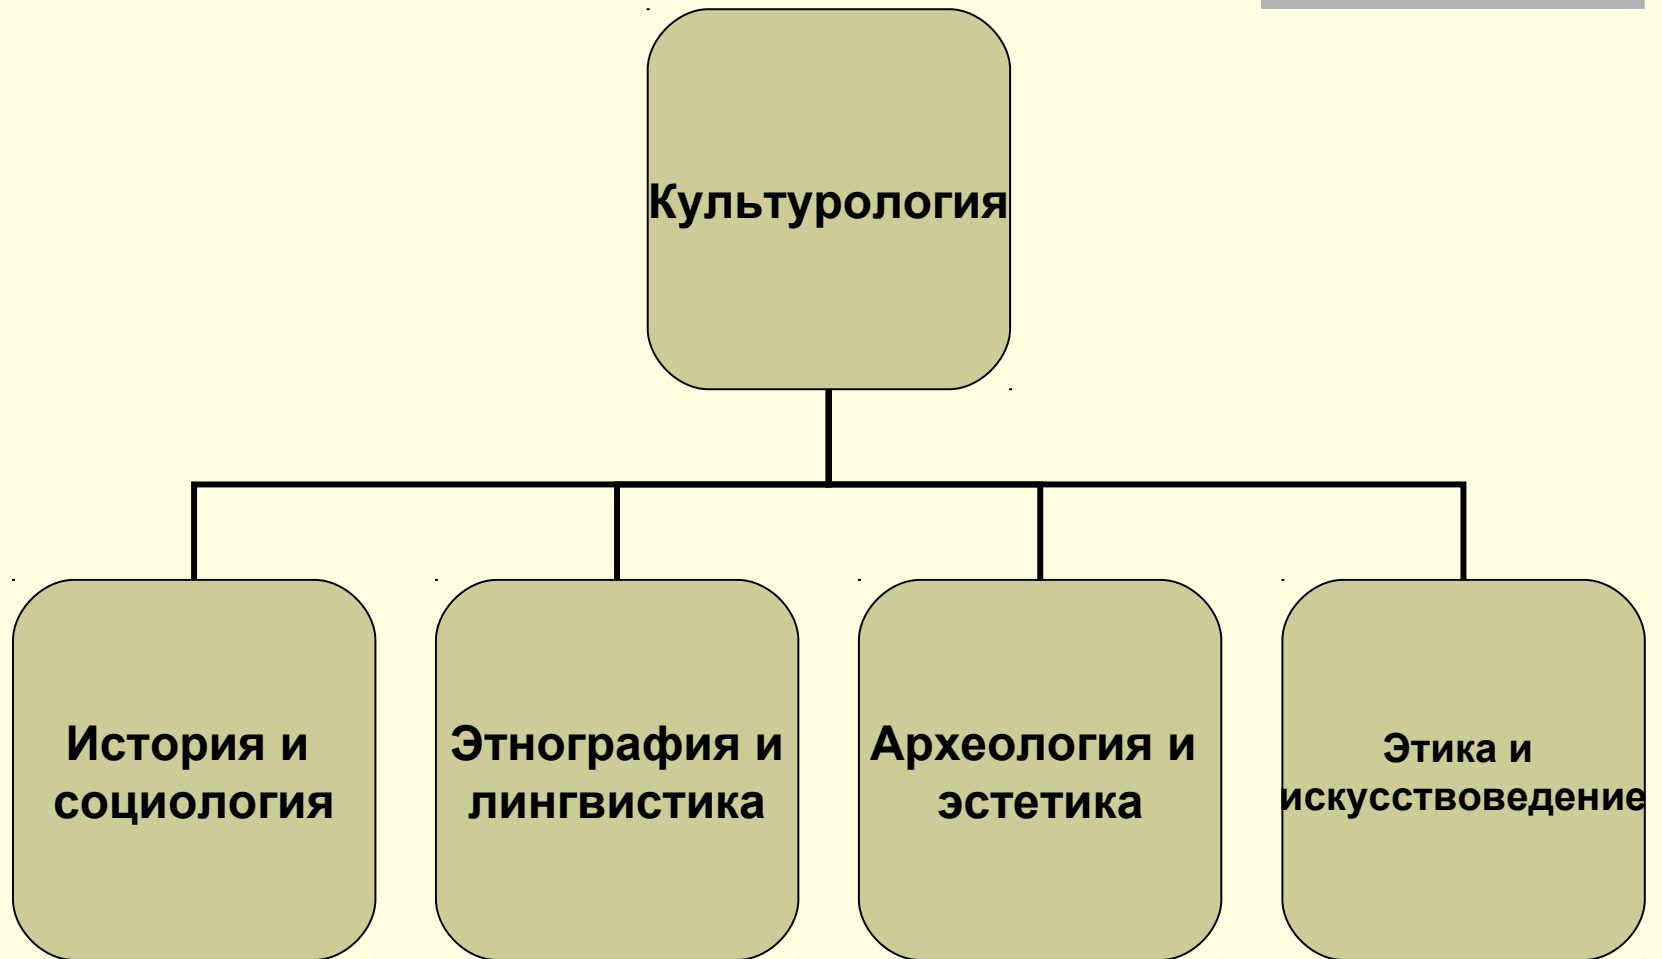 Культурология
История и
социология
Этнография и
лингвистика
Археология и
эстетика
Этика и
искусствоведение